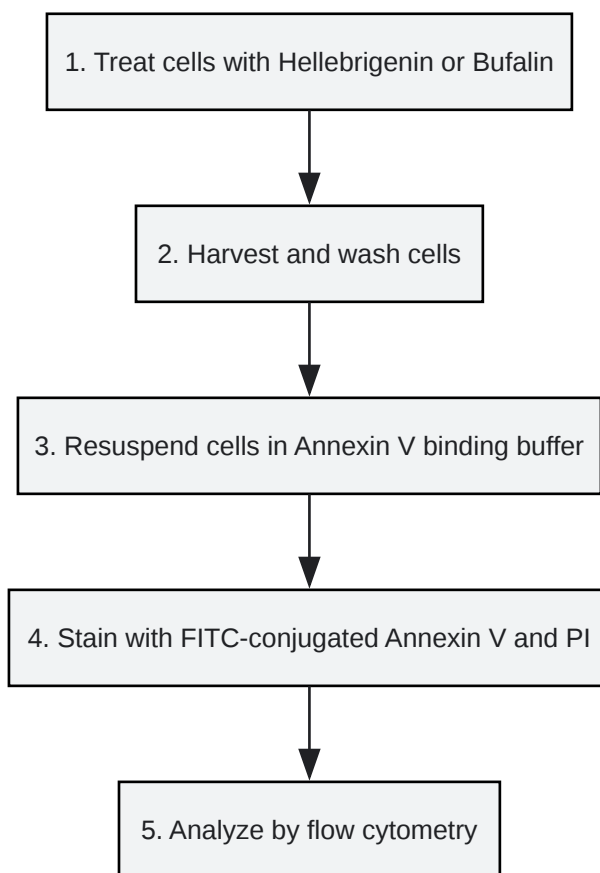 1. Treat cells with Hellebrigenin or Bufalin
2. Harvest and wash cells
3. Resuspend cells in Annexin V binding buffer
4. Stain with FITC-conjugated Annexin V and PI
5. Analyze by flow cytometry